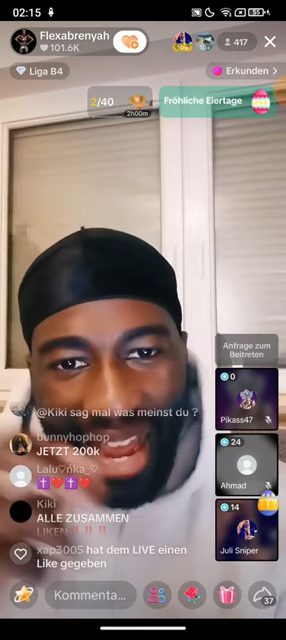 02:15
55
Flexabrenyah
101.6K
417
Liga B4
Erkunden >
2/40
2h00m
Fröhliche Eiertage
Anfrage zum
Beitreten
0
Pikass47
24
Ahmad
14
Juli Sniper
@Kiki sag mal was meinst du ?
bunnyhophop
JETZT 200k
Kiki
ALLE ZUSAMMEN
LIKEN ‼️‼️
xap3005 hat dem LIVE einen
Like gegeben
Kommenta...
37